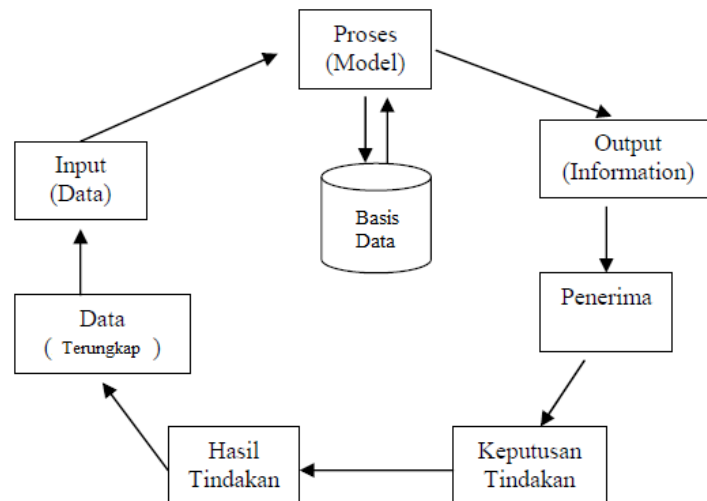 Proses
(Model)
Input
(Data)
Output
(Information)
Basis
Data
Penerima
Data
( Terungkap )
Hasil
Tindakan
Keputusan
Tindakan